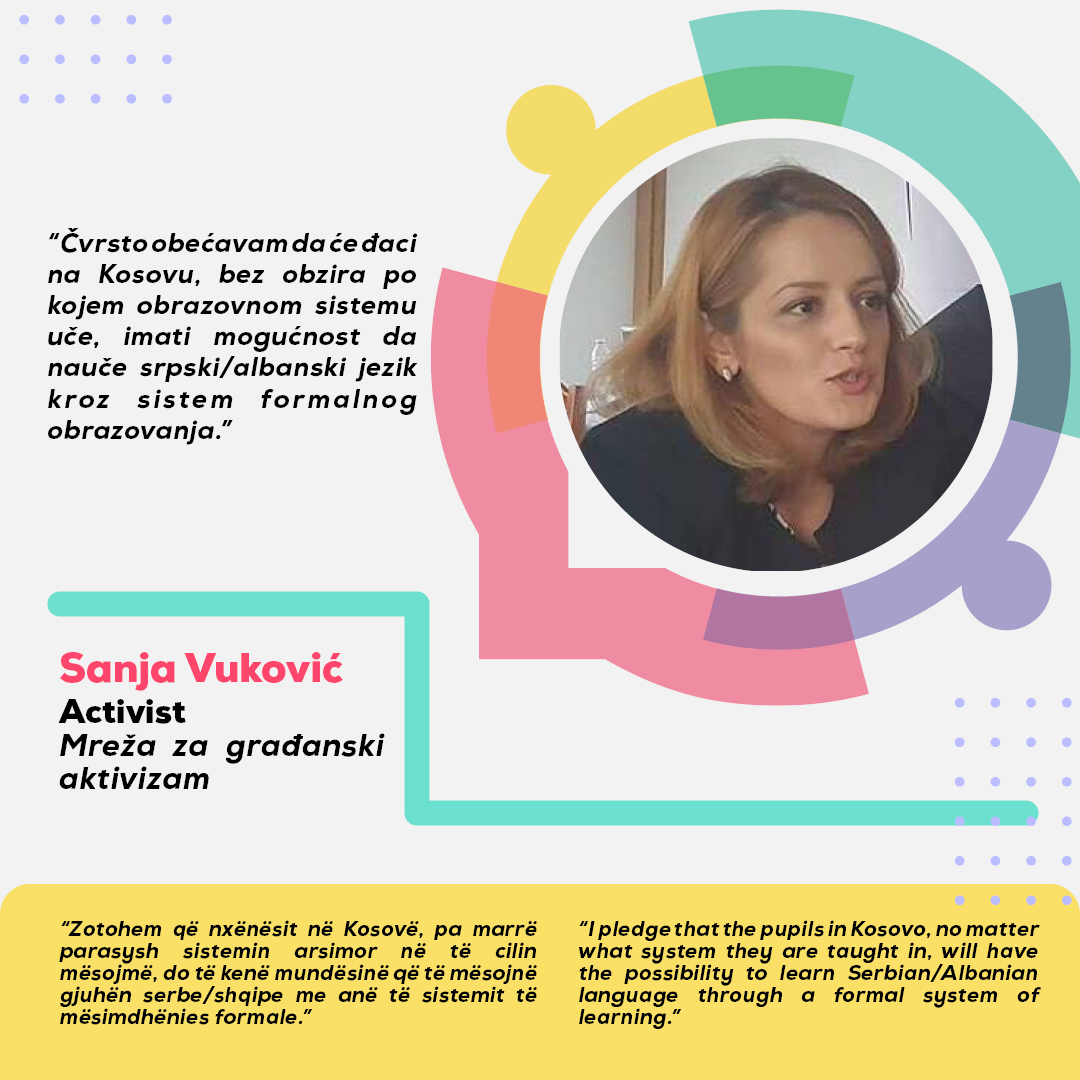 “Čvrsto obećavam da će đaci
na Kosovu, bez obzira po
kojem obrazovnom sistemu
uče, imati mogućnost da
nauče srpski/albanski jezik
kroz sistem formalnog
obrazovanja.”
Sanja Vuković
Activist
Mreža za građanski
aktivizam
“Zotohem që nxënësit në Kosovë, pa marrë
parasysh sistemin arsimor në të cilin
mësojmë, do të kenë mundësinë që të mësojnë
gjuhën serbe/shqipe me anë të sistemit të
mësimdhënies formale.”
“I pledge that the pupils in Kosovo, no matter
what system they are taught in, will have
the possibility to learn Serbian/Albanian
language through a formal system of
learning.”